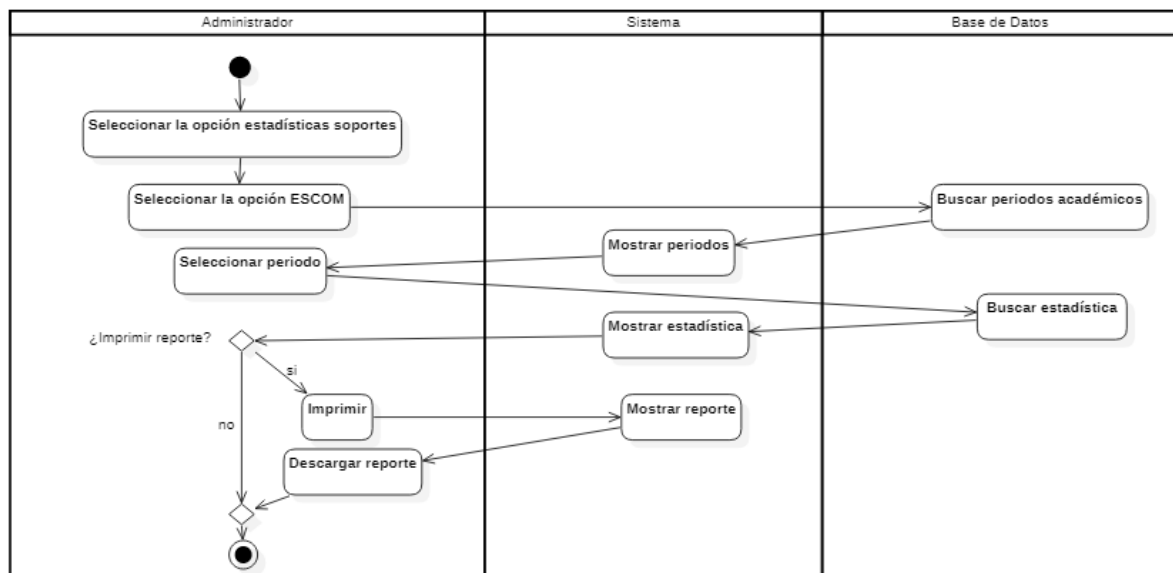 Administrador
Sistema
Base de Datos
Seleccionar la opción estadísticas soportes
Seleccionar la opción ESCOM
Buscar periodos académicos
Mostrar periodos
Seleccionar periodo
Buscar estadística
Mostrar estadística
¿Imprimir reporte?
si
Imprimir
Mostrar reporte
no
Descargar reporte